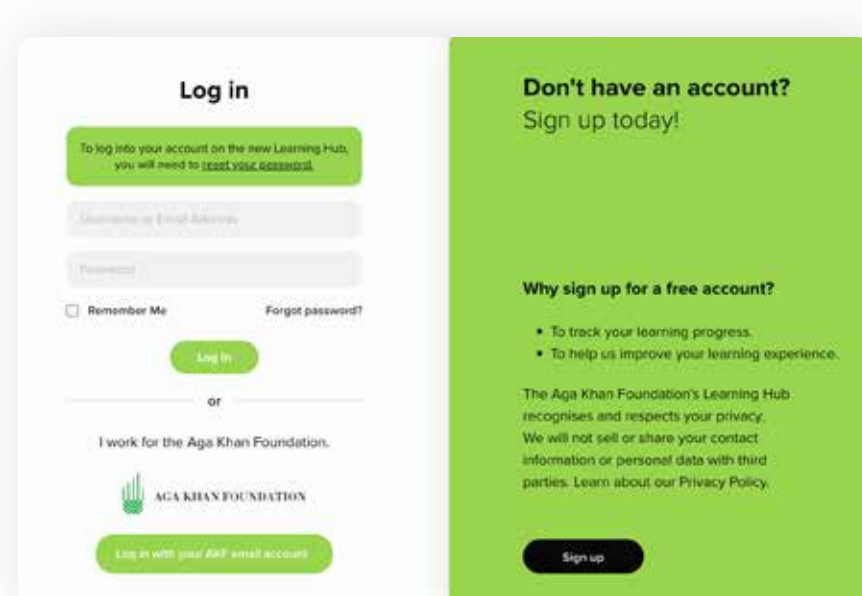 Log in
To log into your account on the new Learning Hub,
you will need to reset your password.
Username or Email Address
Password
Remember Me
Forgot password?
Log In
or
I work for the Aga Khan Foundation.
AGA KHAN FOUNDATION
Log in with your AKF email account
Don't have an account?
Sign up today!
Why sign up for a free account?
• To track your learning progress.
• To help us improve your learning experience.
The Aga Khan Foundation's Learning Hub
recognises and respects your privacy.
We will not sell or share your contact
information or personal data with third
parties. Learn about our Privacy Policy.
Sign up